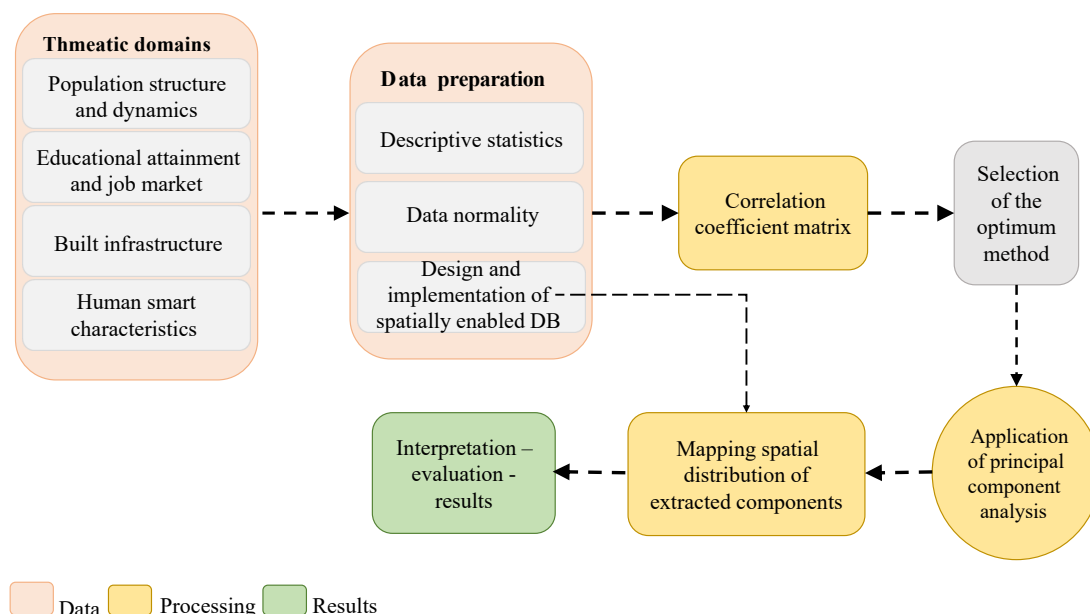 Thmeatic domains
Population structure
and dynamics
Educational attainment
and job market
Built infrastructure
Human smart
characteristics
Data preparation
Descriptive statistics
Data normality
Design and
implementation of
spatially enabled DB
Correlation
coefficient matrix
Selection
of the
optimum
method
Application
of principal
component
analysis
Mapping spatial
distribution of
extracted components
Interpretation –
evaluation -
results
Data Processing Results